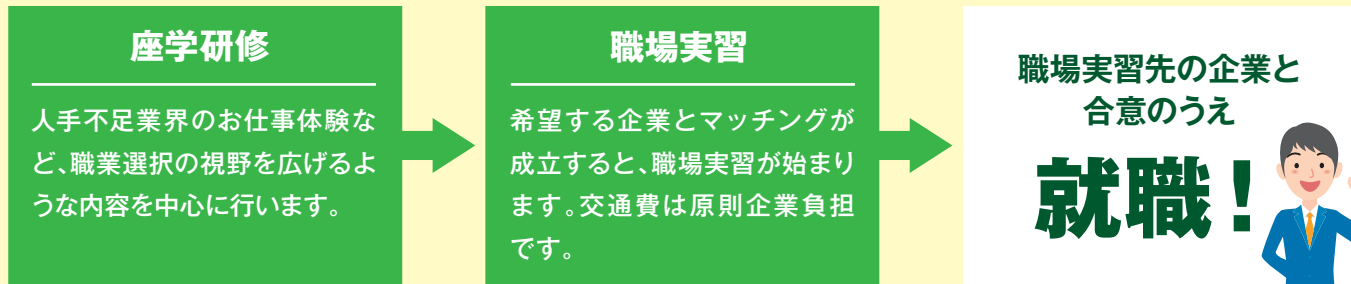 座学研修
人手不足業界のお仕事体験な
ど、職業選択の視野を広げるよ
うな内容を中心に行います。
職場実習
希望する企業とマッチングが
成立すると、職場実習が始まり
ます。交通費は原則企業負担
です。
職場実習先の企業と
合意のうえ
就職！